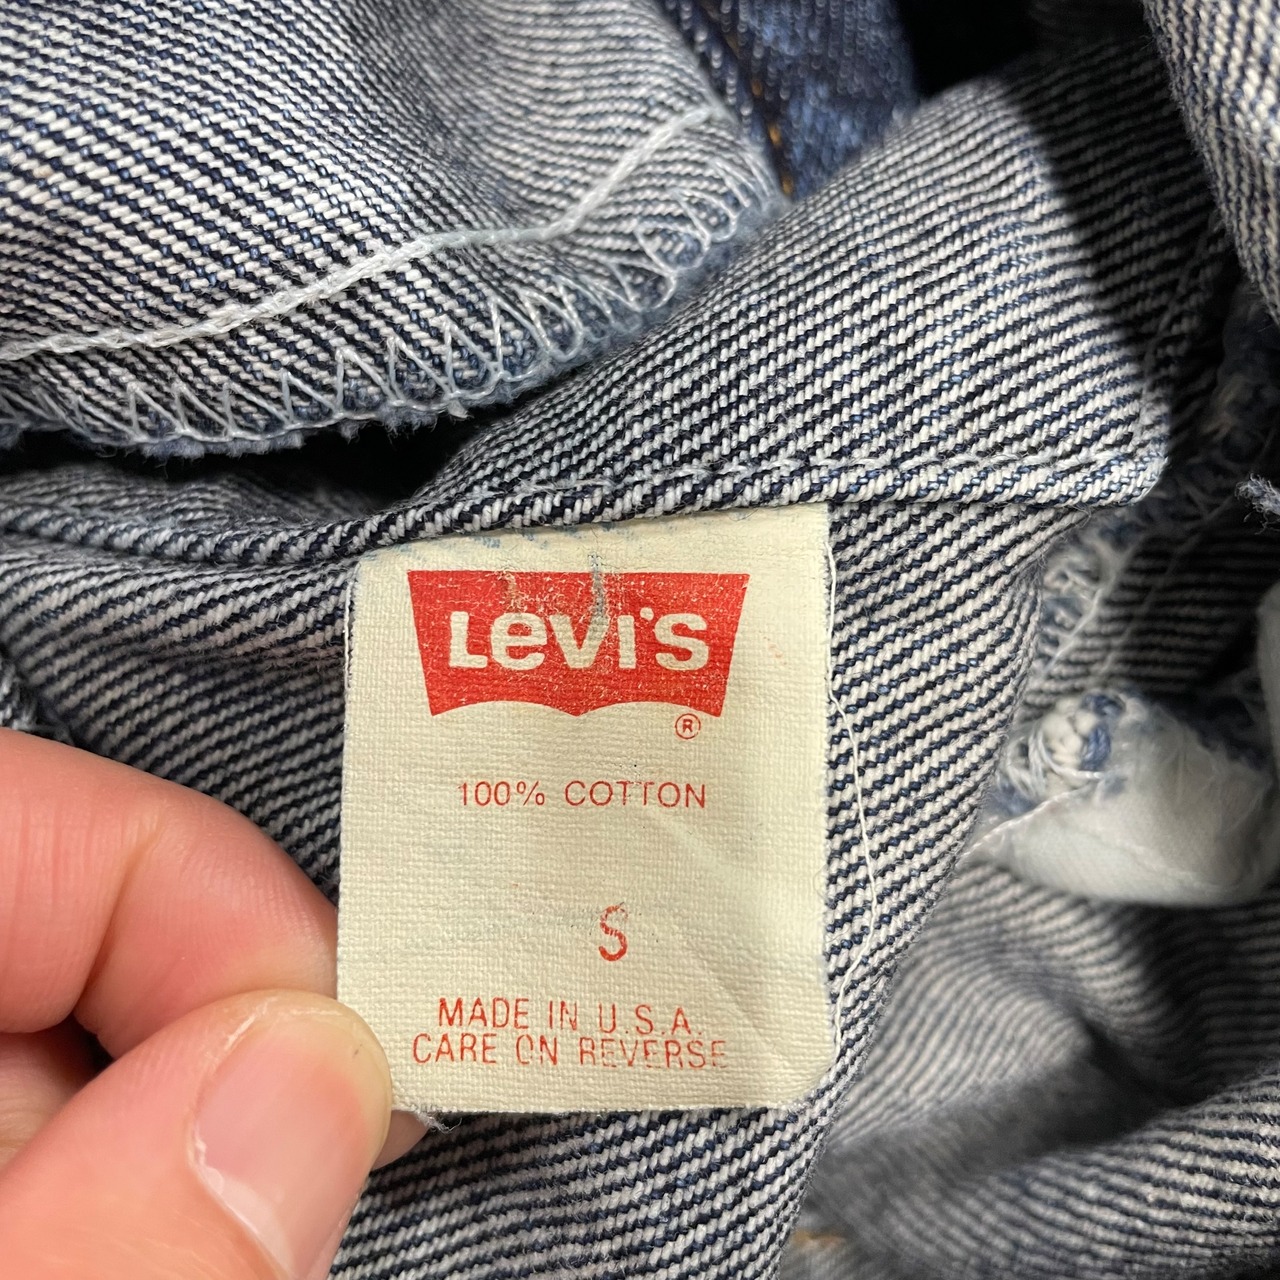 Levi's
®
100% COTTON
S
MADE IN U.S.A.
CARE ON REVERSE